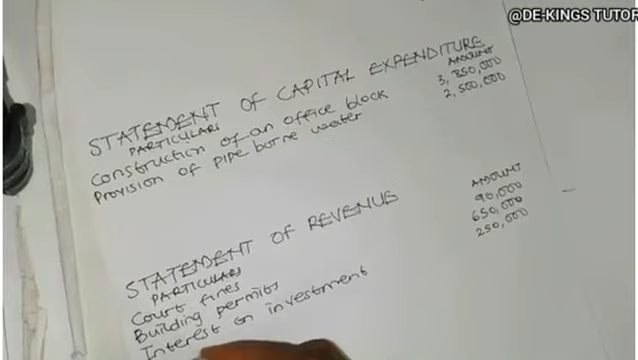 @DE-KINGS TUTOR
STATEMENT OF CAPITAL EXPENDITURE
PARTICULARS AMOUNT
Construction of an office block 3,850,000
Provision of pipe borne water 2,500,000
STATEMENT OF REVENUE
PARTICULARS AMOUNT
Court fines 90,000
Building permits 650,000
Interest on investment 250,000